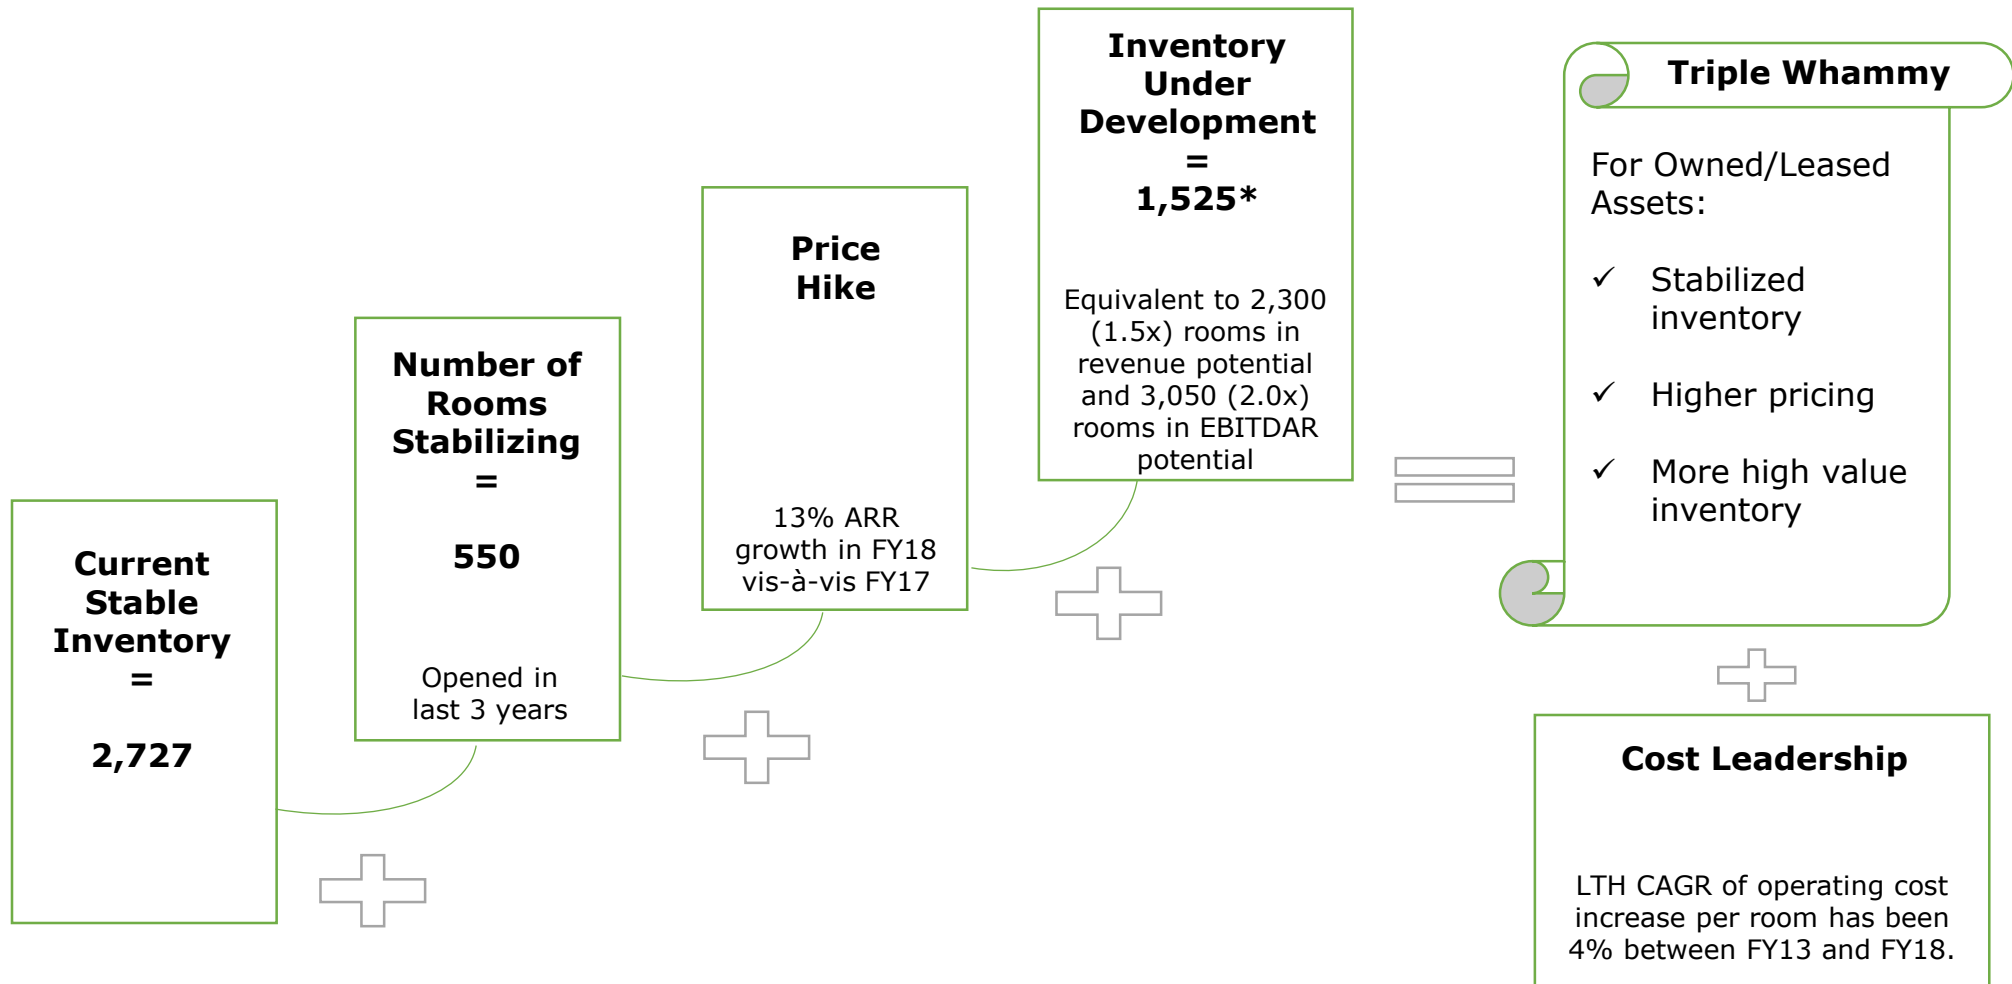 Current
Stable
Inventory
=
2,727
Number of
Rooms
Stabilizing
=
550
Opened in
last 3 years
Price
Hike
13% ARR
growth in FY18
vis-à-vis FY17
Inventory
Under
Development
=
1,525*
Equivalent to 2,300
(1.5x) rooms in
revenue potential
and 3,050 (2.0x)
rooms in EBITDAR
potential
Triple Whammy
For Owned/Leased
Assets:
✓ Stabilized
inventory
✓ Higher pricing
✓ More high value
inventory
Cost Leadership
LTH CAGR of operating cost
increase per room has been
4% between FY13 and FY18.